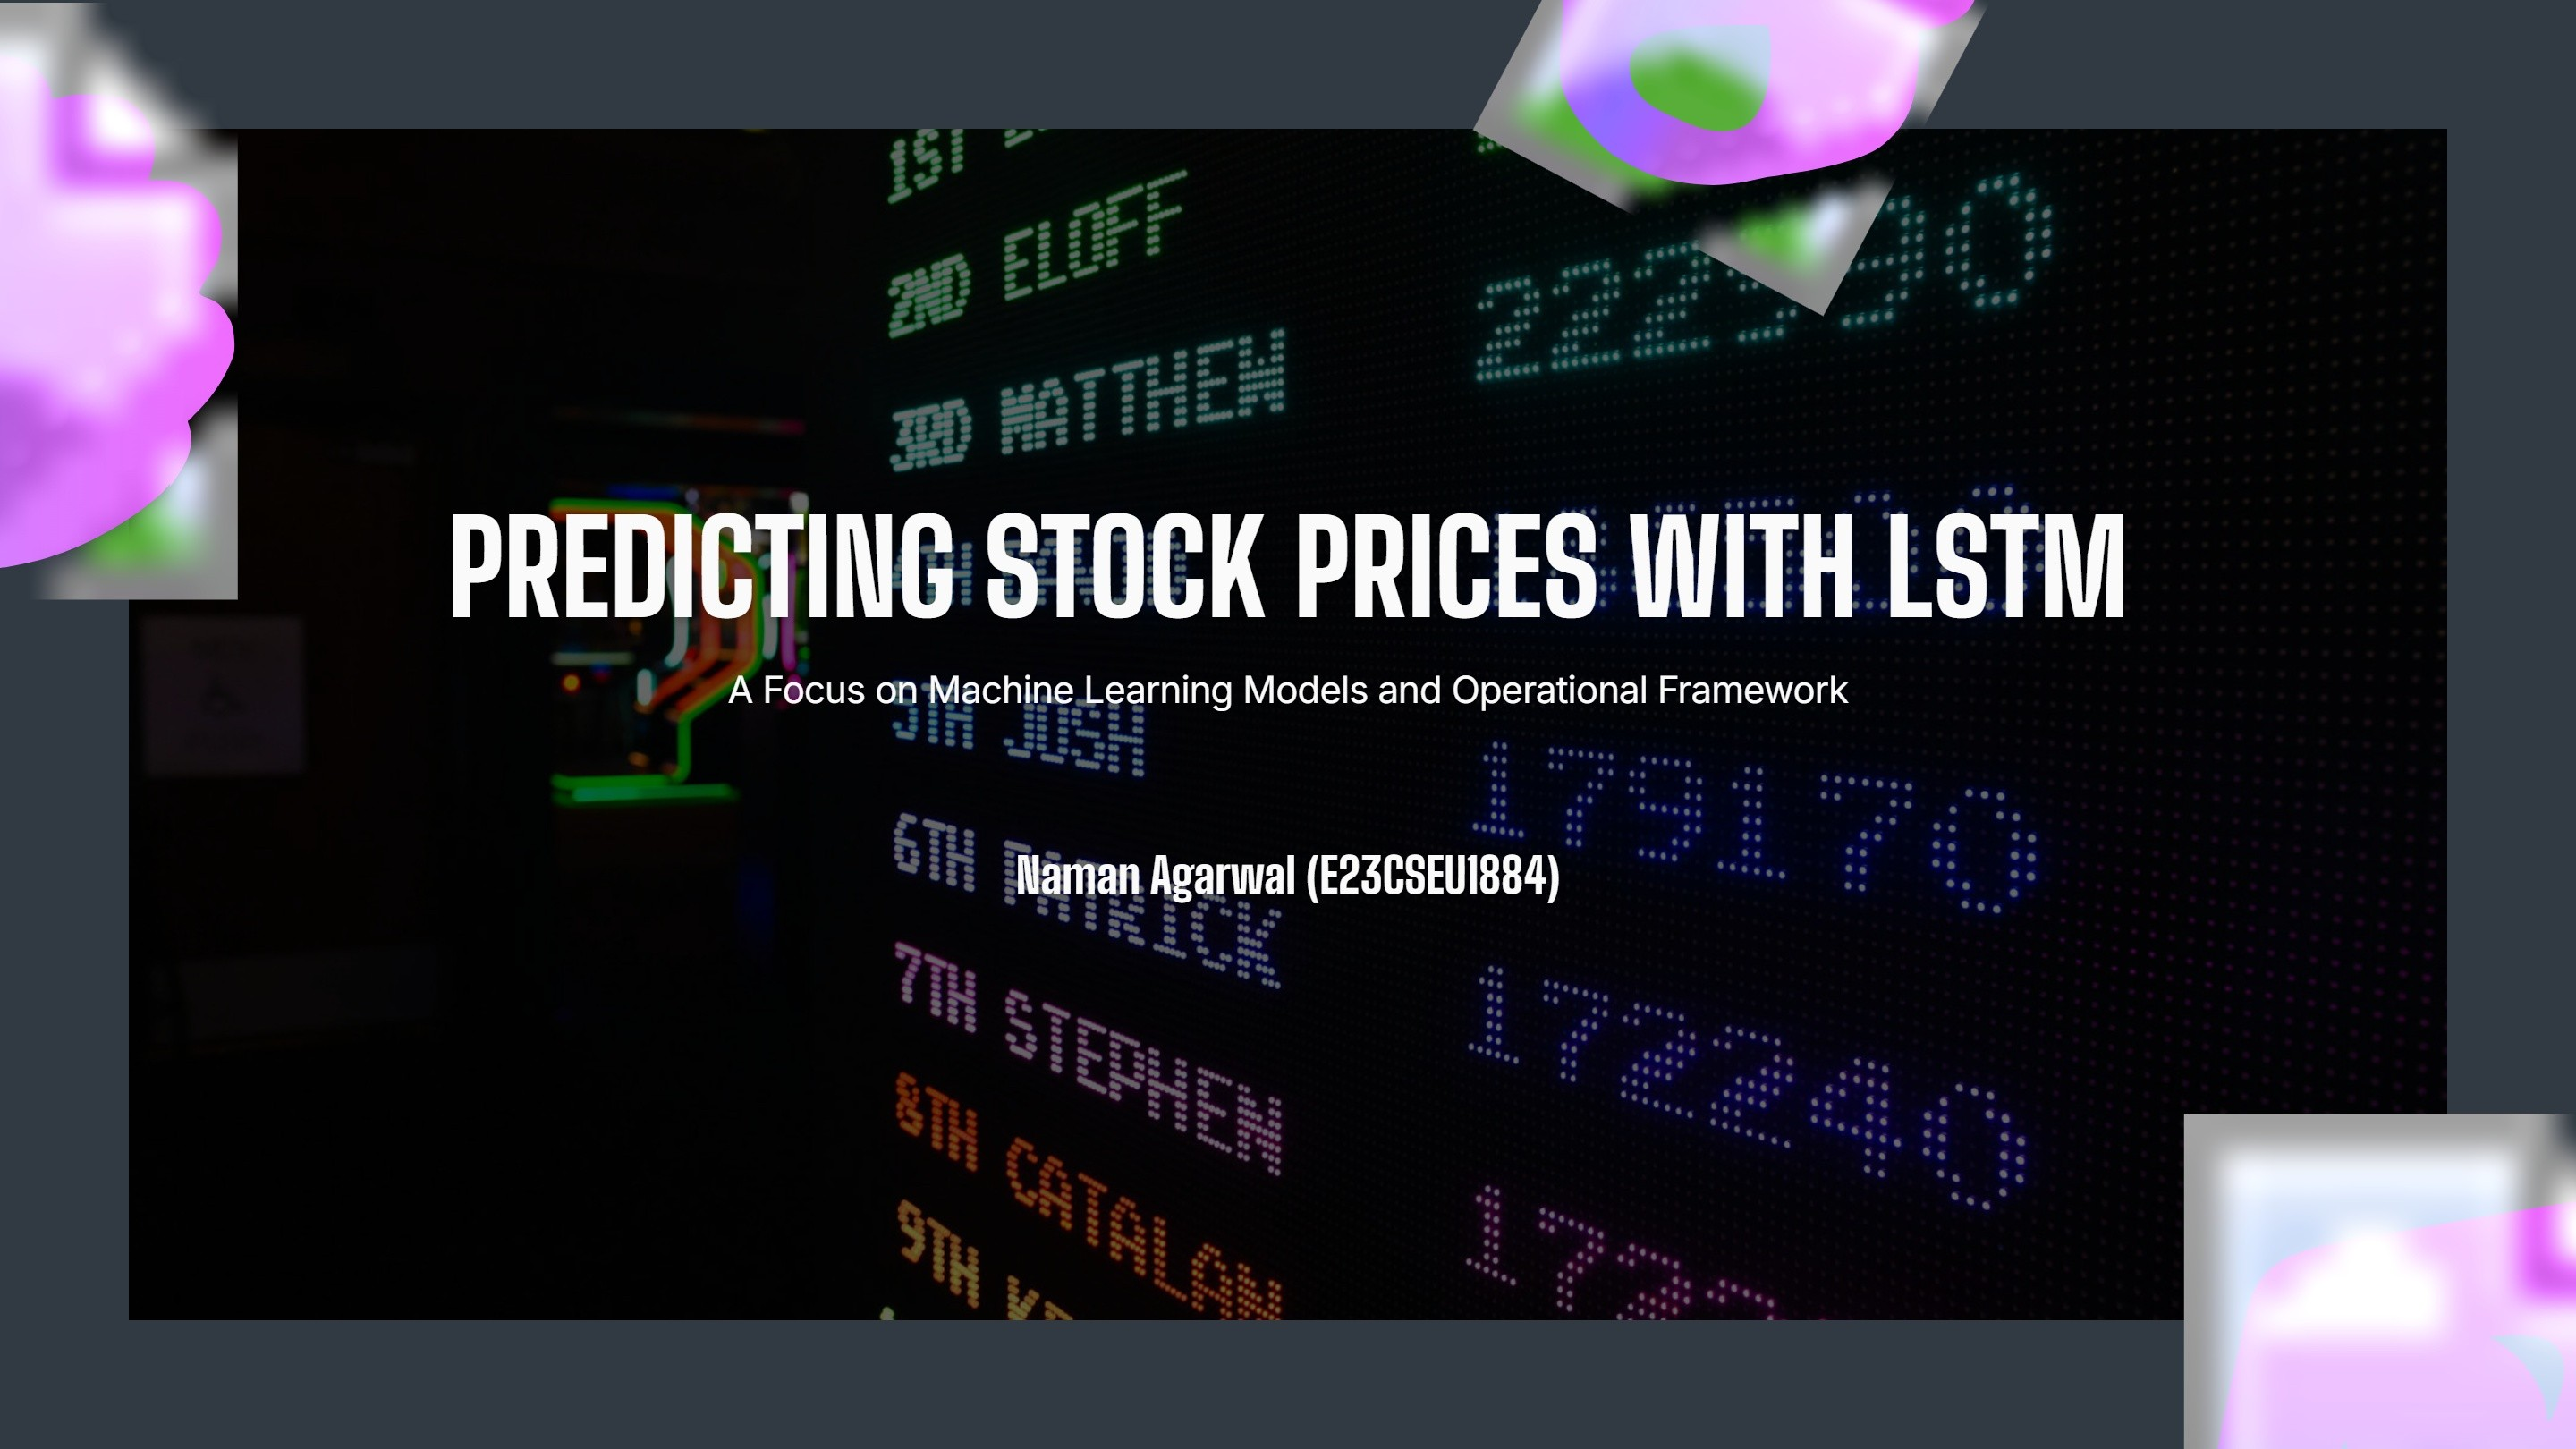 1ST
2ND ELOFF
3RD MATTHEW
PREDICTING STOCK PRICES WITH LSTM
A Focus on Machine Learning Models and Operational Framework
5TH JOSH
179170
Naman Agarwal (E23CSEU1884)
6TH PATRICK
172240
7TH STEPHEN
8TH CATALAN
9TH